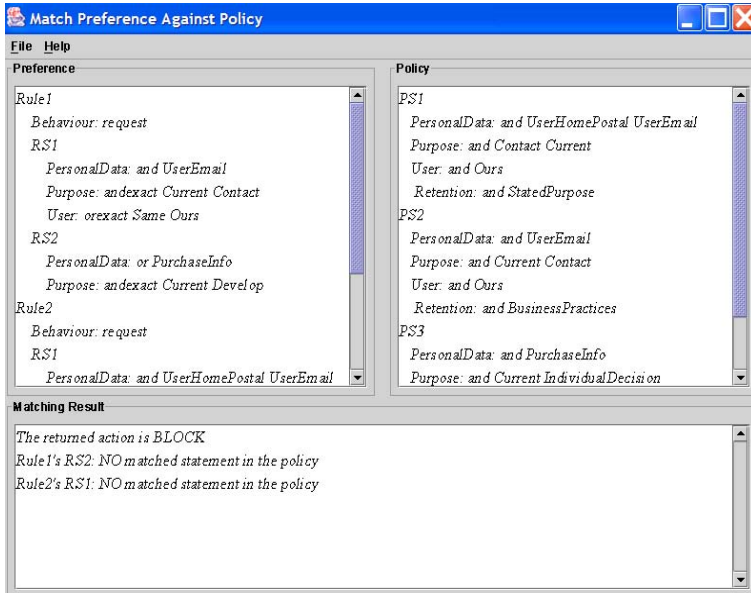 Match Preference Against Policy
File Help
Preference
Rule1
Behaviour: request
RS1
PersonalData: and UserEmail
Purpose: andexact Current Contact
User: orexact Same Ours
RS2
PersonalData: or PurchaseInfo
Purpose: andexact Current Develop
Rule2
Behaviour: request
RS1
PersonalData: and UserHomePostal UserEmail
Policy
PS1
PersonalData: and UserHomePostal UserEmail
Purpose: and Contact Current
User: and Ours
Retention: and StatedPurpose
PS2
PersonalData: and UserEmail
Purpose: and Current Contact
User: and Ours
Retention: and BusinessPractices
PS3
PersonalData: and PurchaseInfo
Purpose: and Current IndividualDecision
Matching Result
The returned action is BLOCK
Rule1's RS2: NO matched statement in the policy
Rule2's RS1: NO matched statement in the policy